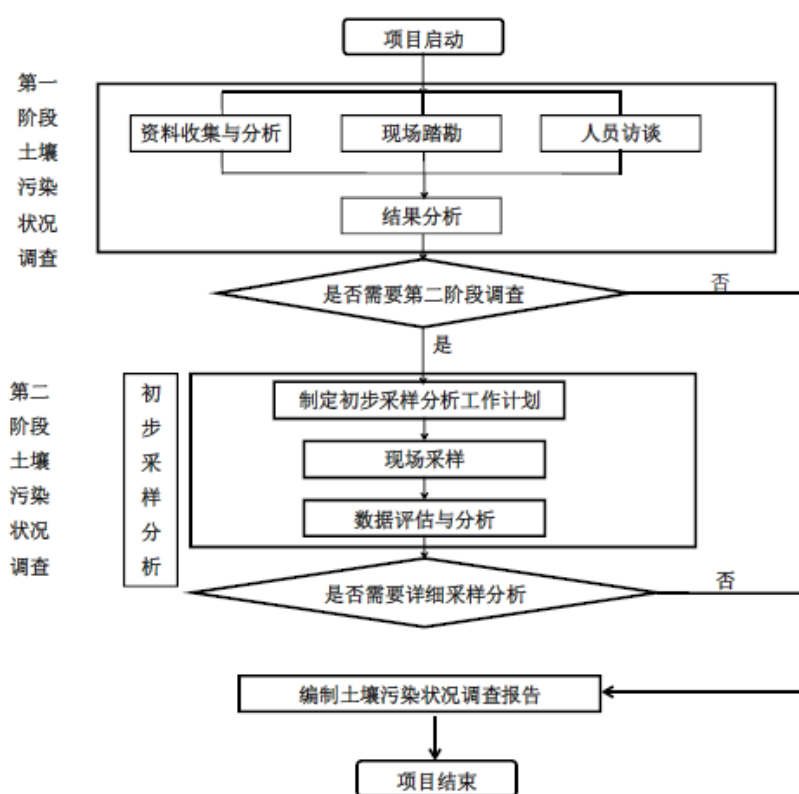 项目启动
第一
阶段
土壤
污染
状况
调查
资料收集与分析
现场踏勘
人员访谈
结果分析
是否需要第二阶段调查
否
是
第二
阶段
土壤
污染
状况
调查
初
步
采
样
分
析
制定初步采样分析工作计划
现场采样
数据评估与分析
是否需要详细采样分析
否
编制土壤污染状况调查报告
项目结束